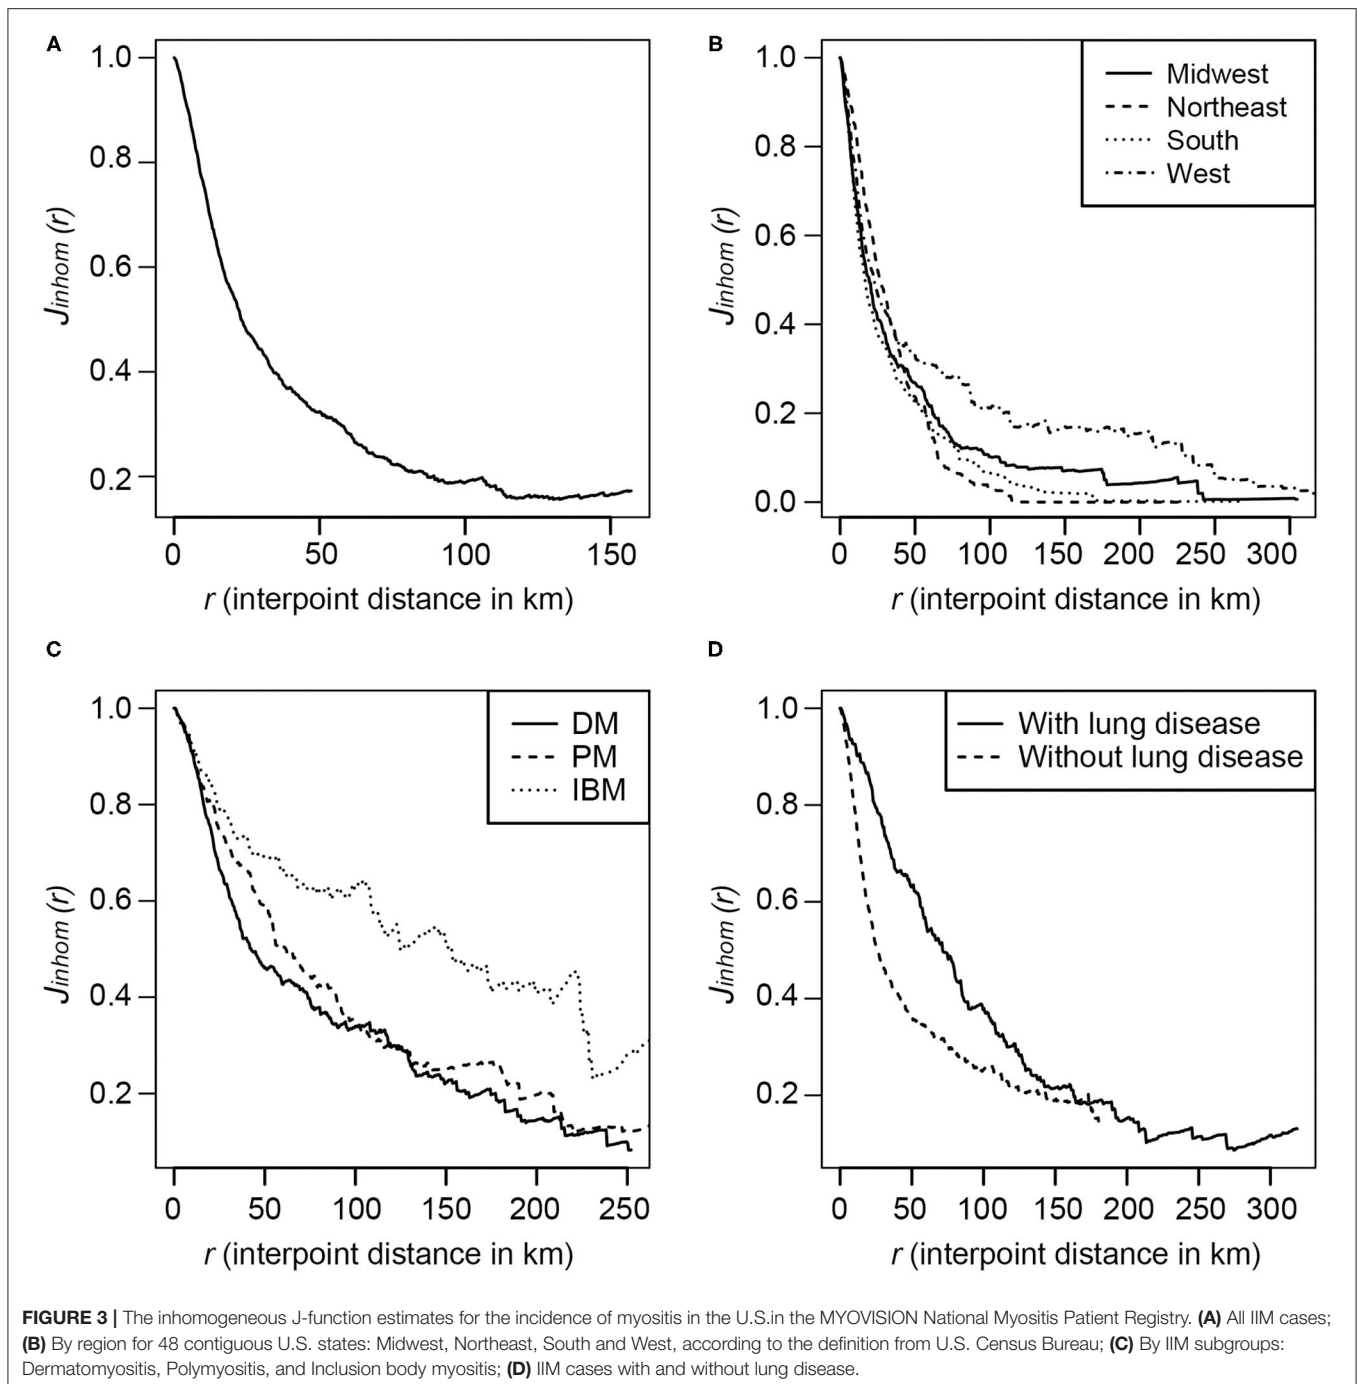 A
1.0
0.8
0.6
0.4
0.2
Jinhom (r)
0 50 100 150
r (interpoint distance in km)
B
1.0
0.8
0.6
0.4
0.2
0.0
Jinhom (r)
Midwest
Northeast
South
West
0 50 100 150 200 250 300
r (interpoint distance in km)
C
1.0
0.8
0.6
0.4
0.2
Jinhom (r)
DM
PM
IBM
0 50 100 150 200 250
r (interpoint distance in km)
D
1.0
0.8
0.6
0.4
0.2
Jinhom (r)
With lung disease
Without lung disease
0 50 100 150 200 250 300
r (interpoint distance in km)
FIGURE 3 | The inhomogeneous J-function estimates for the incidence of myositis in the U.S.in the MYOVISION National Myositis Patient Registry. (A) All IIM cases;
(B) By region for 48 contiguous U.S. states: Midwest, Northeast, South and West, according to the definition from U.S. Census Bureau; (C) By IIM subgroups:
Dermatomyositis, Polymyositis, and Inclusion body myositis; (D) IIM cases with and without lung disease.